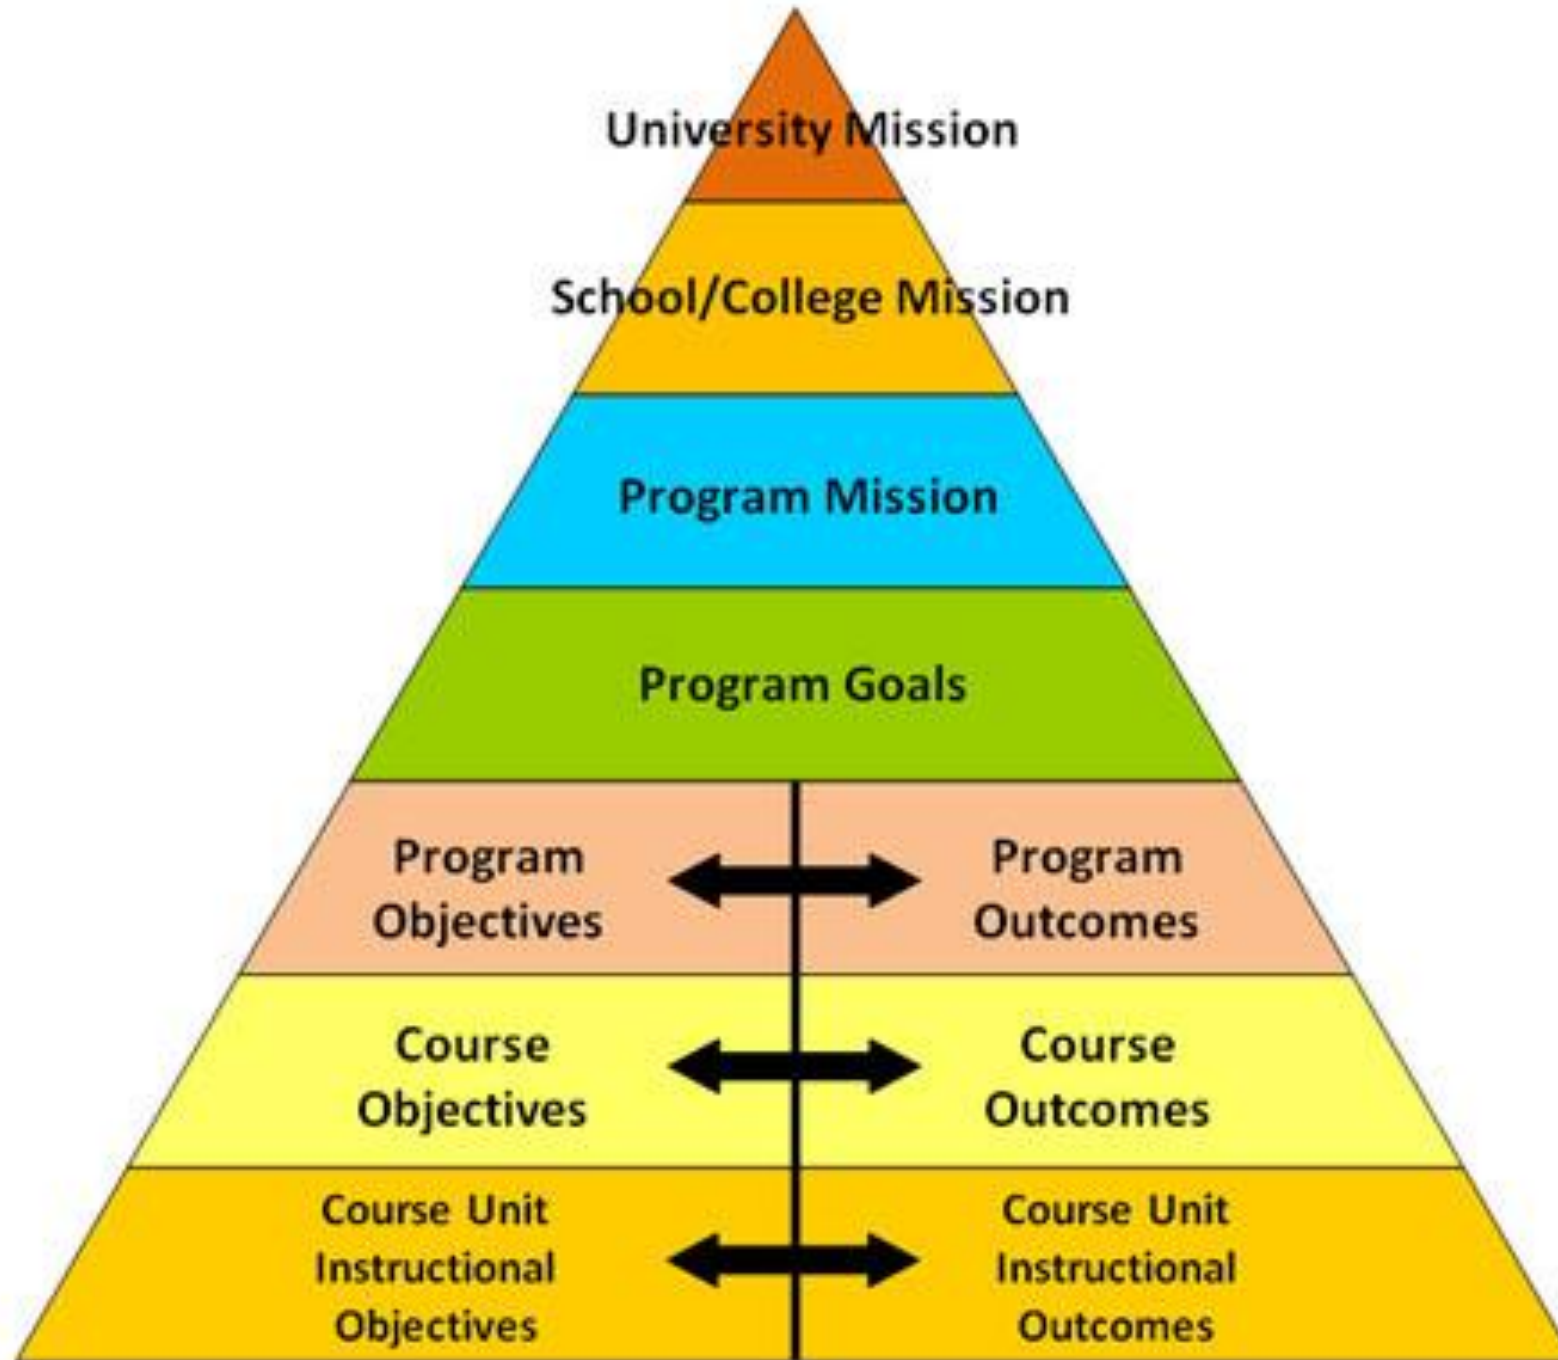 University Mission
School/College Mission
Program Mission
Program Goals
Program
Objectives
Program
Outcomes
Course
Objectives
Course
Outcomes
Course Unit
Instructional
Objectives
Course Unit
Instructional
Outcomes